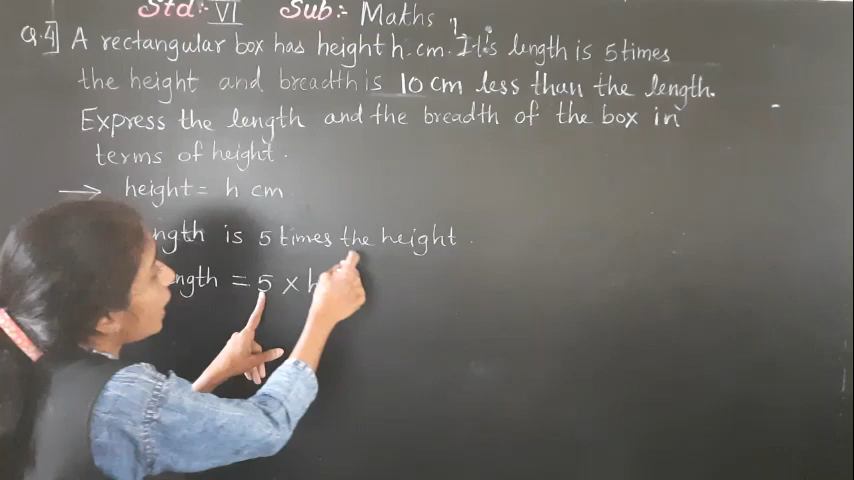 Std:- VI Sub:- Maths
Q.4] A rectangular box has height h cm. It's length is 5 times
the height and breadth is 10 cm less than the length.
Express the length and the breadth of the box in
terms of height.
→ height = h cm
ngth is 5 times the height.
ngth = 5 × h